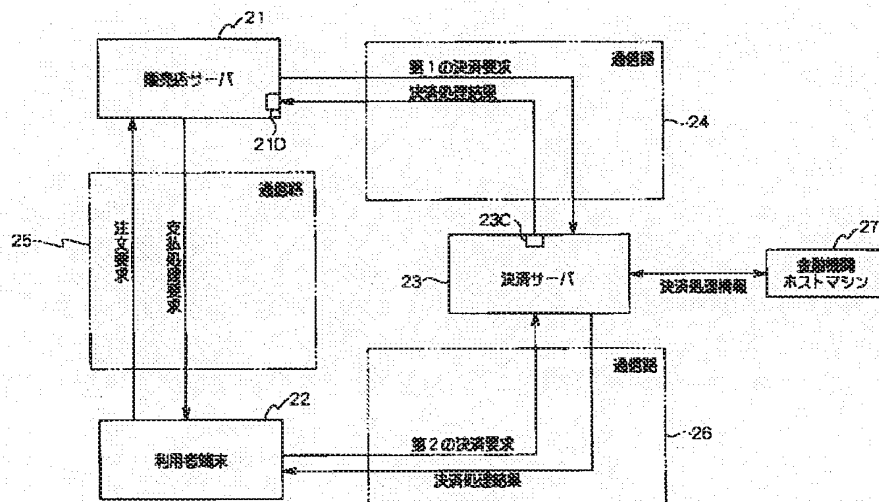 21
販売店サーバ
21D
第1の決済要求
決済処理結果
通信路
24
通信路
25
注文要求
支払処理要求
23C
23
決済サーバ
決済処理情報
27
金融機関
ホストマシン
22
利用者端末
通信路
第2の決済要求
決済処理結果
26